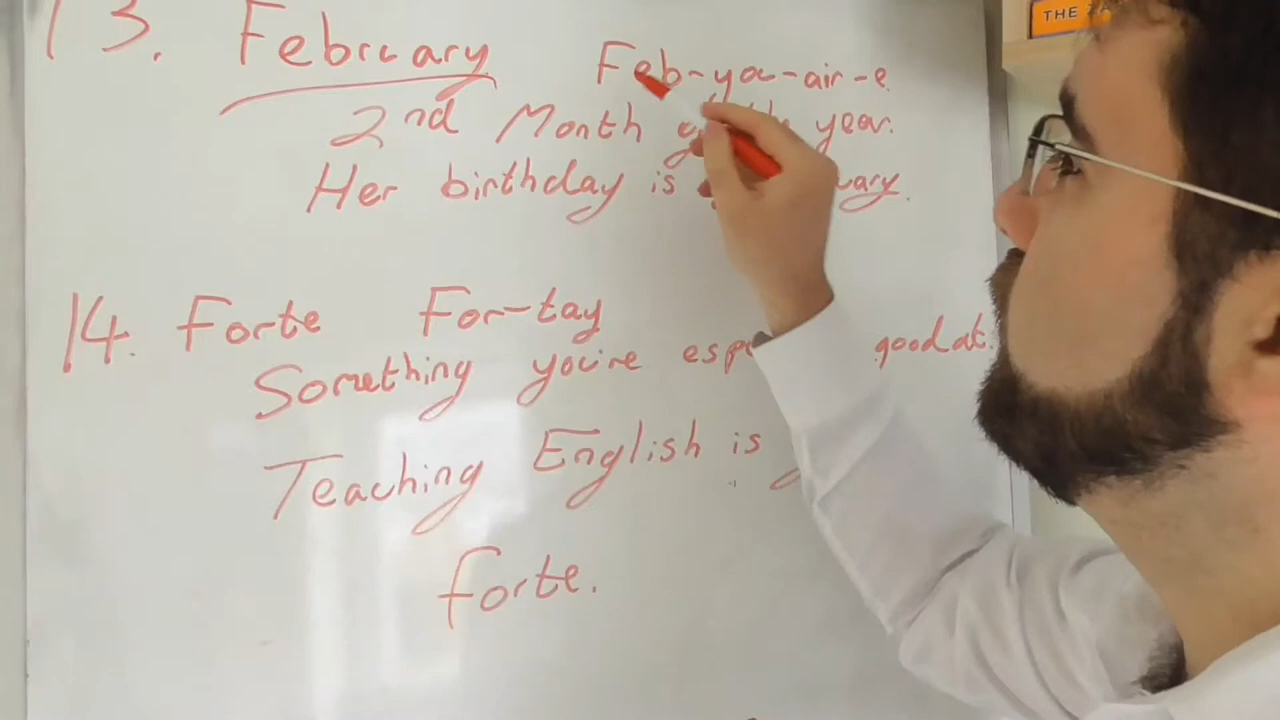 13. February Feb-ya-air-e
2nd Month year.
Her birthday is
14. Forte For-tay
Something you're good at.
Teaching English is
forte.
THE